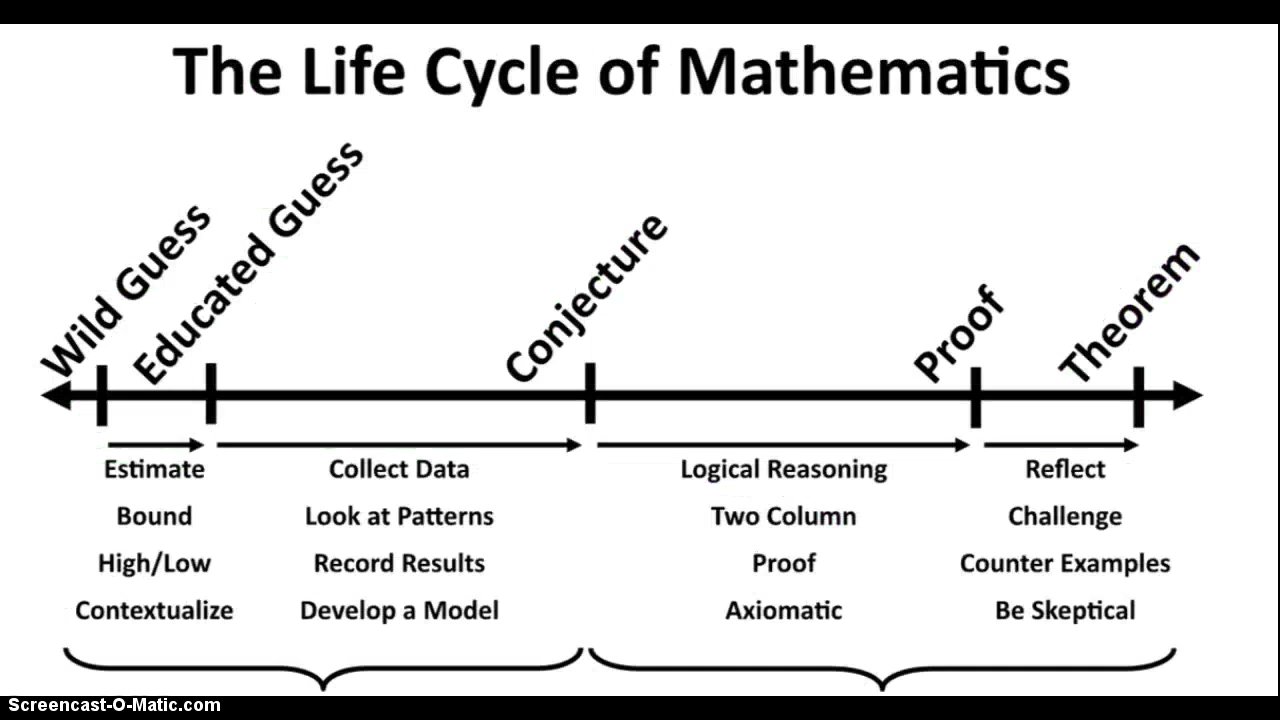 The Life Cycle of Mathematics
Wild Guess
Educated Guess
Conjecture
Proof
Theorem
Estimate
Bound
High/Low
Contextualize
Collect Data
Look at Patterns
Record Results
Develop a Model
Logical Reasoning
Two Column
Proof
Axiomatic
Reflect
Challenge
Counter Examples
Be Skeptical
Screencast-O-Matic.com